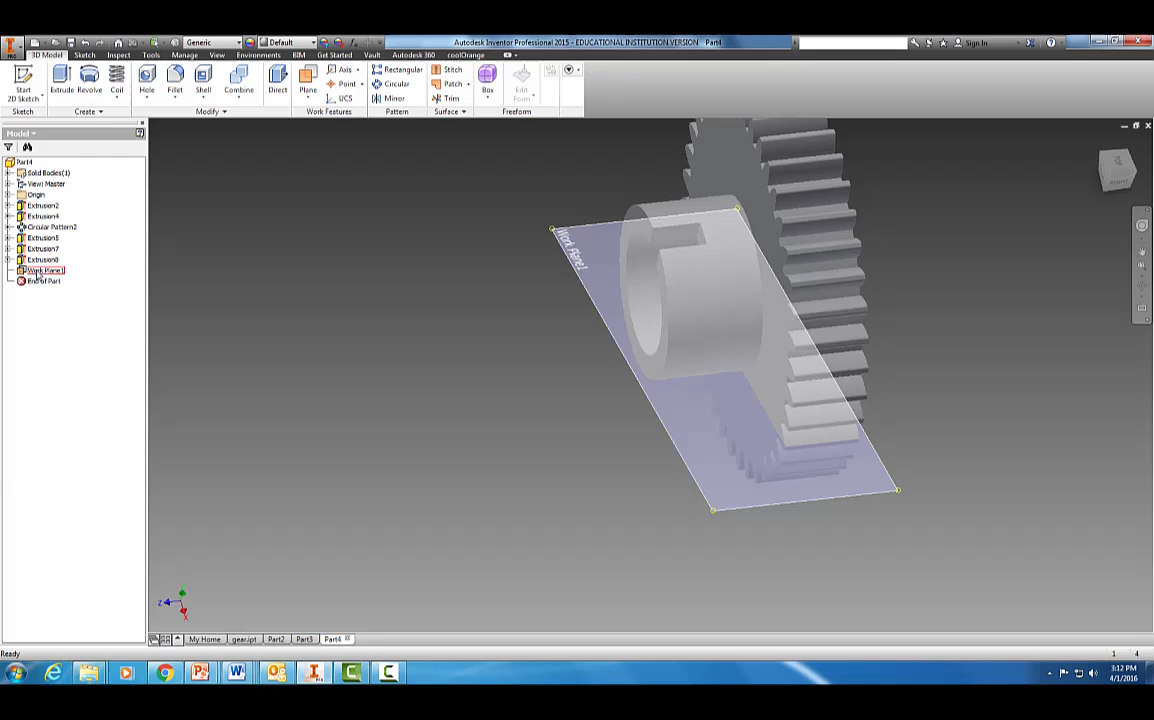 Generic
Default
Autodesk Inventor Professional 2015 - EDUCATIONAL INSTITUTION VERSION Part4
Sign In
PRO
3D Model Sketch Inspect Tools Manage View Environments BIM Get Started Vault Autodesk 360 coolOrange
Start
2D Sketch
Extrude
Revolve
Coil
Hole
Fillet
Shell
Combine
Direct
Plane
Axis
Point
UCS
Rectangular
Circular
Mirror
Stitch
Patch
Trim
Box
Edit
Form
Sketch
Create
Modify
Work Features
Pattern
Surface
Freeform
Model
Part4
Solid Bodies(1)
View: Master
Origin
Extrusion2
Extrusion4
Circular Pattern2
Extrusion5
Extrusion7
Extrusion8
Work Plane1
End of Part
Work Plane1
Z
X
My Home gear.ipt Part2 Part3 Part4
Ready
1 4
3:12 PM
4/1/2016